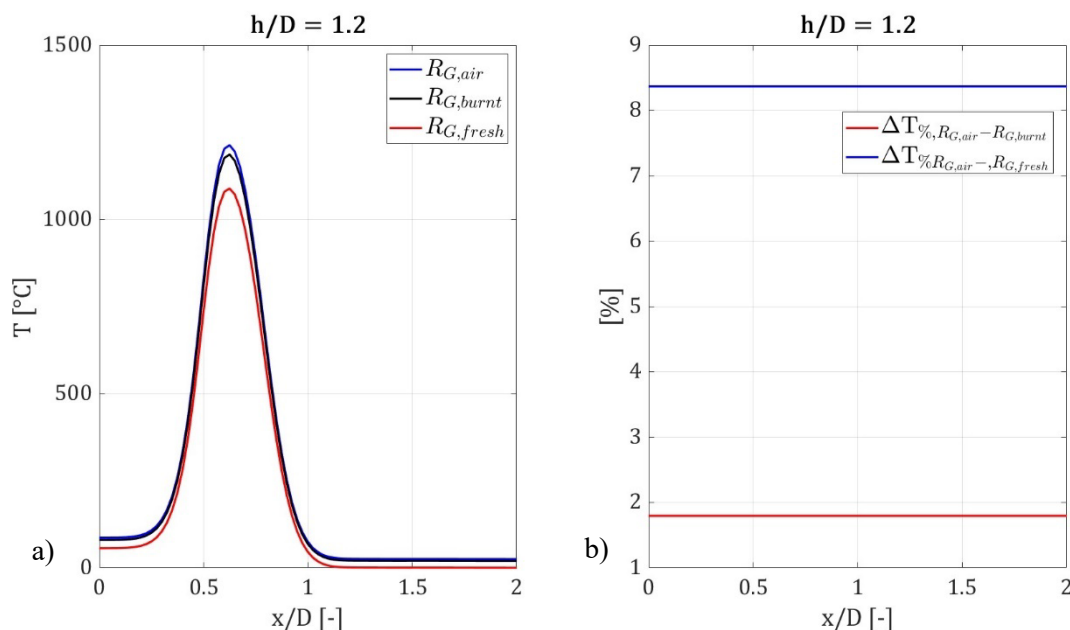 h/D = 1.2
1500
1000
500
0
T [°C]
R_{G,air}
R_{G,burnt}
R_{G,fresh}
0
0.5
1
1.5
2
x/D [-]
a)
h/D = 1.2
9
8
7
6
5
4
3
2
1
[%]
ΔT_{%,R_{G,air}−R_{G,burnt}}
ΔT_{%R_{G,air}−,R_{G,fresh}}
0
0.5
1
1.5
2
x/D [-]
b)